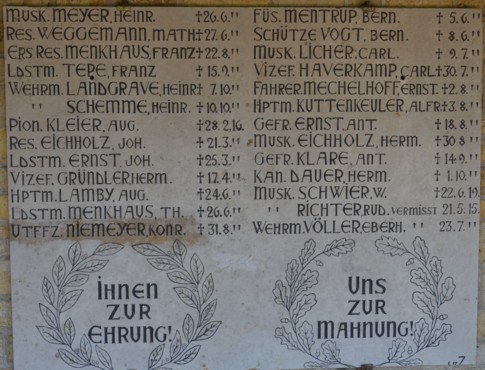 MUSK. MEYER, HEINR. †26.6.''
RES. WEGGEMANN, MATH. †27.6.''
ERS RES. MENKHAUS, FRANZ †22.8.''
LDSTM. TEPE, FRANZ †15.9.''
WEHRM. LANDGRAVE, HEINR. †7.10.''
'' SCHEMME, HEINR. †10.10.''
PION. KLEIER, AUG. †28.2.16.
RES. EICHHOLZ, JOH. †21.3.''
LDSTM. ERNST, JOH. †25.3.''
VIZEF. GRÜNDLER, HERM. †17.4.''
HPTM. LAMBY, AUG. †24.6.''
LDSTM. MENKHAUS, TH. †26.6.''
UTFFZ. NIEMEYER, KONR. †31.8.''
IHNEN
ZUR
EHRUNG!
FÜS. MENTRUP, BERN. †5.6.''
SCHÜTZE VOGT, BERN. †8.6.''
MUSK. LICHER, CARL. †9.7.''
VIZEF. HAVERKAMP, CARL †30.7.''
FAHRER MECHELHOFF, ERNST. †2.8.''
HPTM. KUTTENKEULER, ALFR †3.8.''
GEFR. ERNST, ANT. †18.8.''
MUSK. EICHHOLZ, HERM. †30.8''
GEFR. KLARE, ANT. †14.9.''
KAN. DAUER, HERM. †1.10.''
MUSK. SCHWIER, W. †22.6.19.
'' RICHTER, RUD. VERMISST 21.5.15.
WEHRM. VÖLLER, EBERH. '' 23.7.''
UNS
ZUR
MAHNUNG!